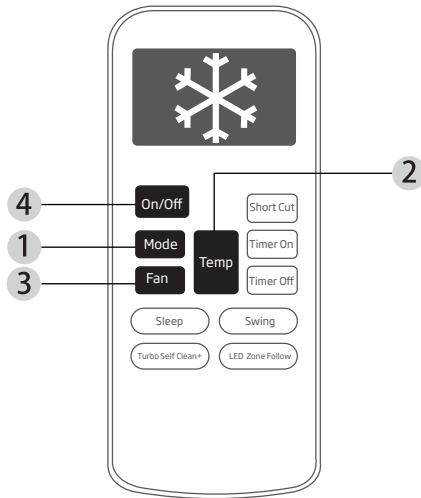 2
4
On/Off
Short Cut
1
Mode
Temp
Timer On
3
Fan
Timer Off
Sleep
Swing
Turbo Self Clean+
LED Zone Follow